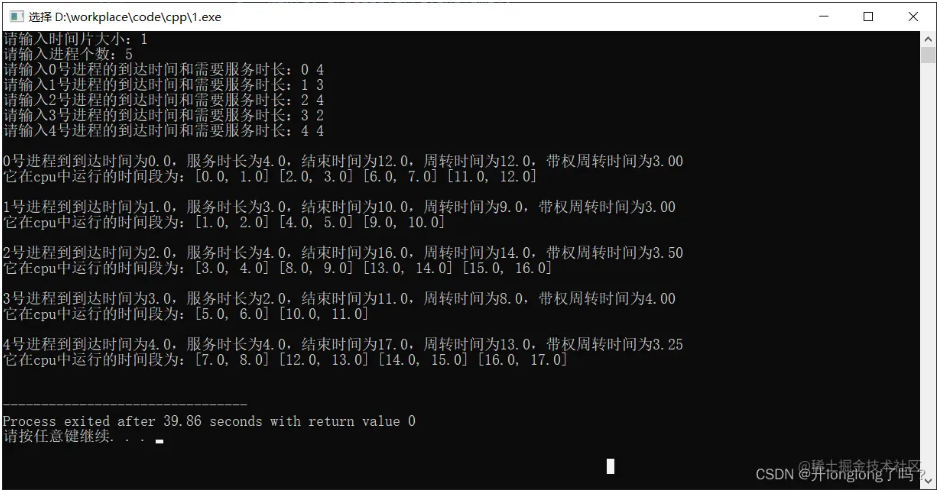 选择 D:\workplace\code\cpp\1.exe
请输入时间片大小：1
请输入进程个数：5
请输入0号进程的到达时间和需要服务时长：0 4
请输入1号进程的到达时间和需要服务时长：1 3
请输入2号进程的到达时间和需要服务时长：2 4
请输入3号进程的到达时间和需要服务时长：3 2
请输入4号进程的到达时间和需要服务时长：4 4
0号进程到到达时间为0.0，服务时长为4.0，结束时间为12.0，周转时间为12.0，带权周转时间为3.00
它在cpu中运行的时间段为：[0.0, 1.0] [2.0, 3.0] [6.0, 7.0] [11.0, 12.0]
1号进程到到达时间为1.0，服务时长为3.0，结束时间为10.0，周转时间为9.0，带权周转时间为3.00
它在cpu中运行的时间段为：[1.0, 2.0] [4.0, 5.0] [9.0, 10.0]
2号进程到到达时间为2.0，服务时长为4.0，结束时间为16.0，周转时间为14.0，带权周转时间为3.50
它在cpu中运行的时间段为：[3.0, 4.0] [8.0, 9.0] [13.0, 14.0] [15.0, 16.0]
3号进程到到达时间为3.0，服务时长为2.0，结束时间为11.0，周转时间为8.0，带权周转时间为4.00
它在cpu中运行的时间段为：[5.0, 6.0] [10.0, 11.0]
4号进程到到达时间为4.0，服务时长为4.0，结束时间为17.0，周转时间为13.0，带权周转时间为3.25
它在cpu中运行的时间段为：[7.0, 8.0] [12.0, 13.0] [14.0, 15.0] [16.0, 17.0]
--------------------------------
Process exited after 39.86 seconds with return value 0
请按任意键继续. . .
@稀土掘金技术社区
CSDN @开longlong了吗？